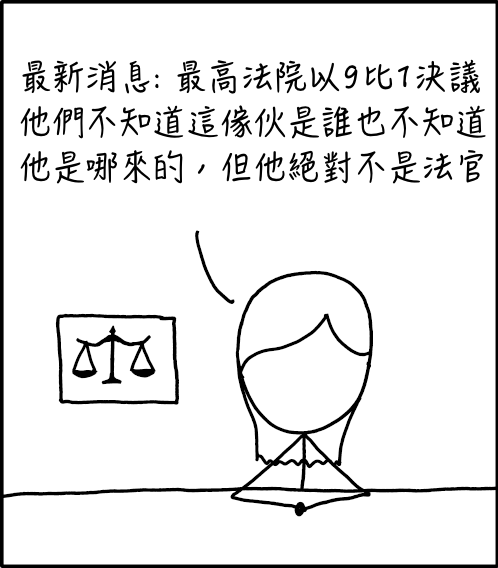 最新消息: 最高法院以9比1決議
他們不知道這傢伙是誰也不知道
他是哪來的，但他絕對不是法官